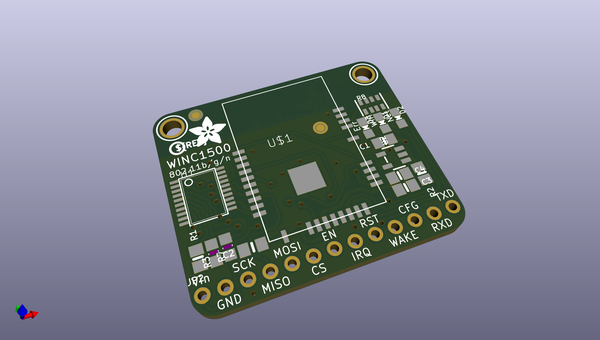 WINC1500
802.11b/g/n
U$1
C1
R1
R2
RST
EN
MOSI
SCK
CFG
TXD
RXD
WAKE
IRQ
CS
MISO
GND